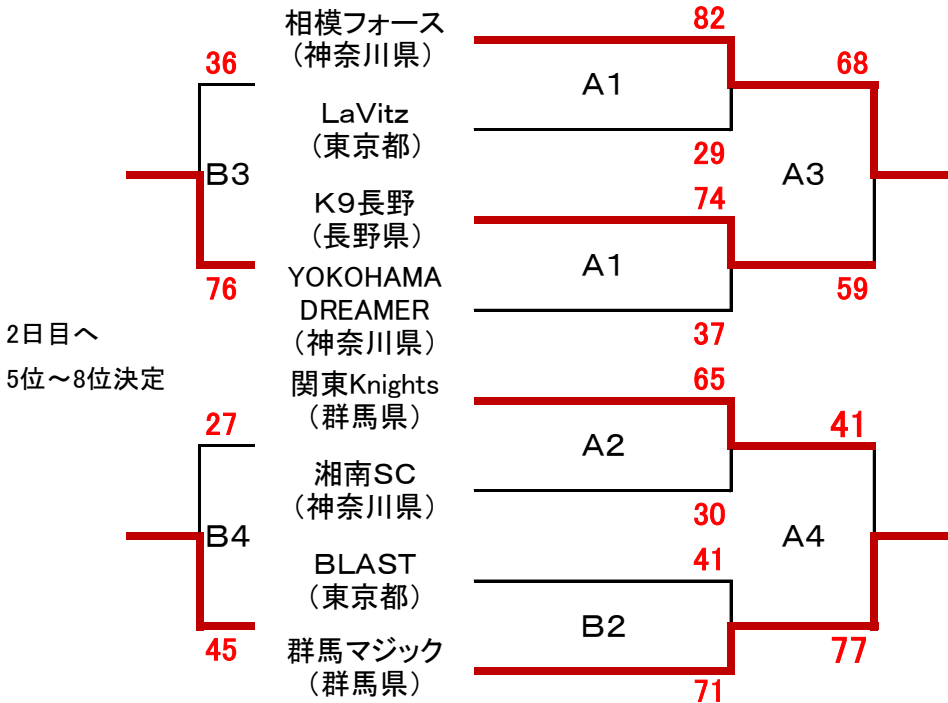 相模フォース
(神奈川県)
82
36
A1
68
LaVitz
(東京都)
29
B3
A3
K9長野
(長野県)
74
A1
76
59
YOKOHAMA
DREAMER
(神奈川県)
37
2日目へ
5位～8位決定
関東Knights
(群馬県)
65
27
A2
41
湘南SC
(神奈川県)
30
B4
A4
BLAST
(東京都)
41
B2
45
77
群馬マジック
(群馬県)
71